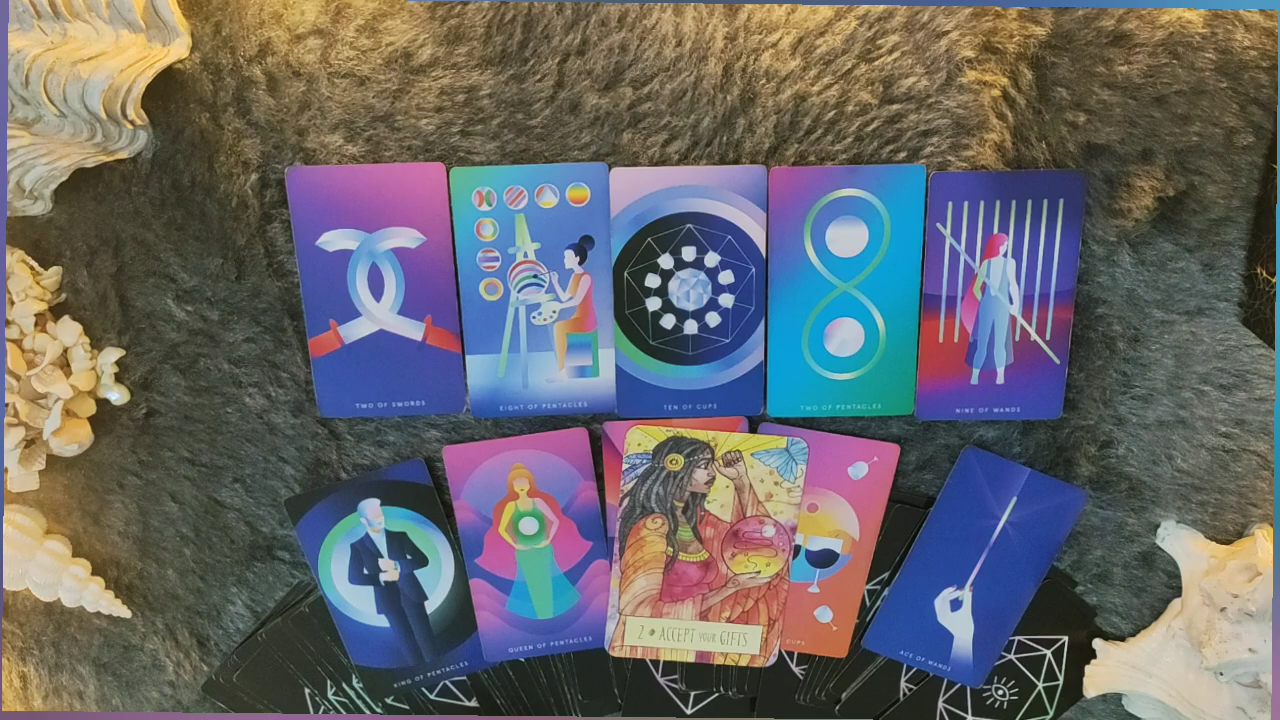 TWO OF SWORDS
EIGHT OF PENTACLES
TEN OF CUPS
TWO OF PENTACLES
NINE OF WANDS
KING OF PENTACLES
QUEEN OF PENTACLES
2 ACCEPT YOUR GIFTS
CUPS
ACE OF WANDS